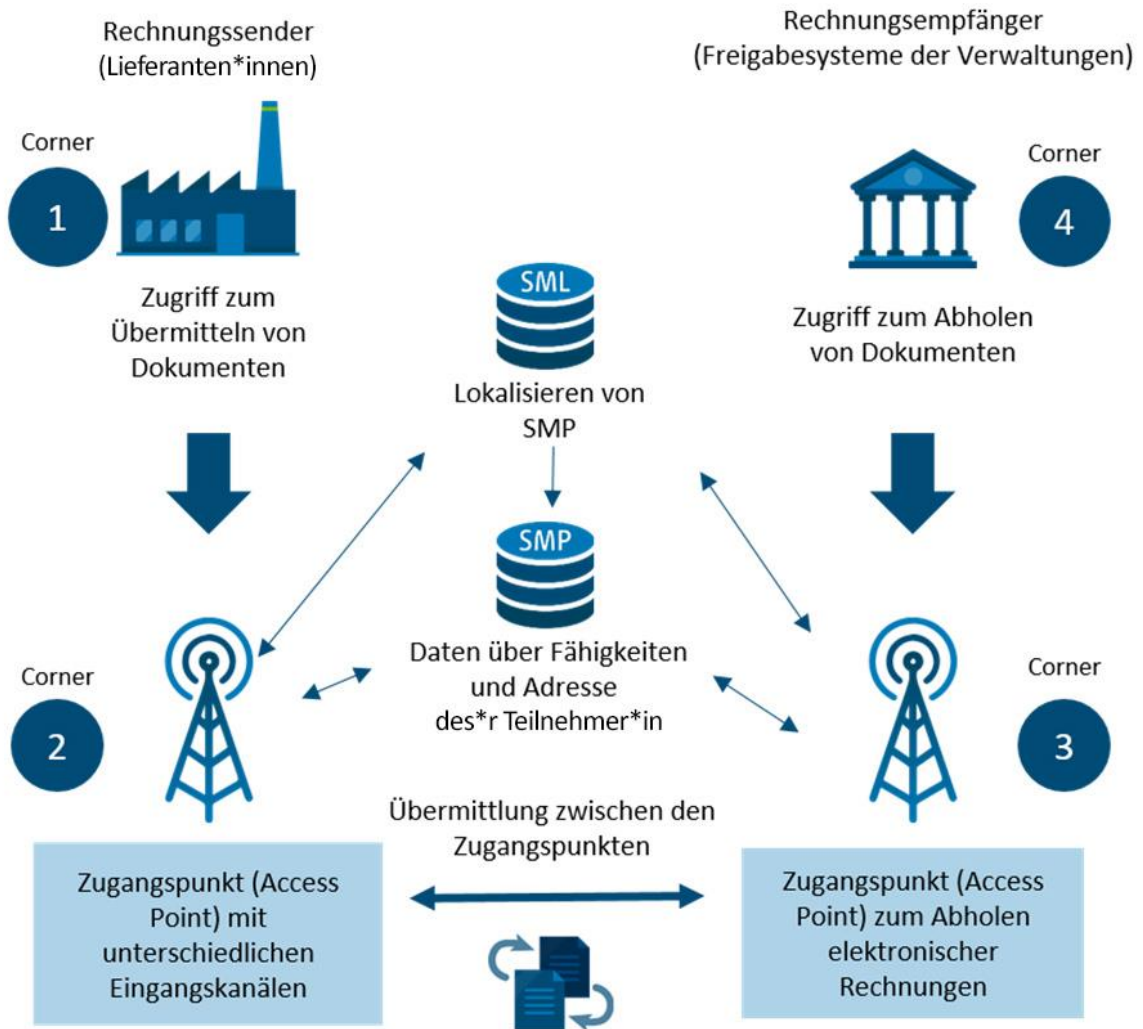 Rechnungssender
(Lieferanten*innen)
Rechnungsempfänger
(Freigabesysteme der Verwaltungen)
Corner
1
Corner
4
Zugriff zum
Übermitteln von
Dokumenten
SML
Lokalisieren von
SMP
Zugriff zum Abholen
von Dokumenten
SMP
Daten über Fähigkeiten
und Adresse
des*r Teilnehmer*in
Corner
2
Corner
3
Übermittlung zwischen den
Zugangspunkten
Zugangspunkt (Access
Point) mit
unterschiedlichen
Eingangskanälen
Zugangspunkt (Access
Point) zum Abholen
elektronischer
Rechnungen